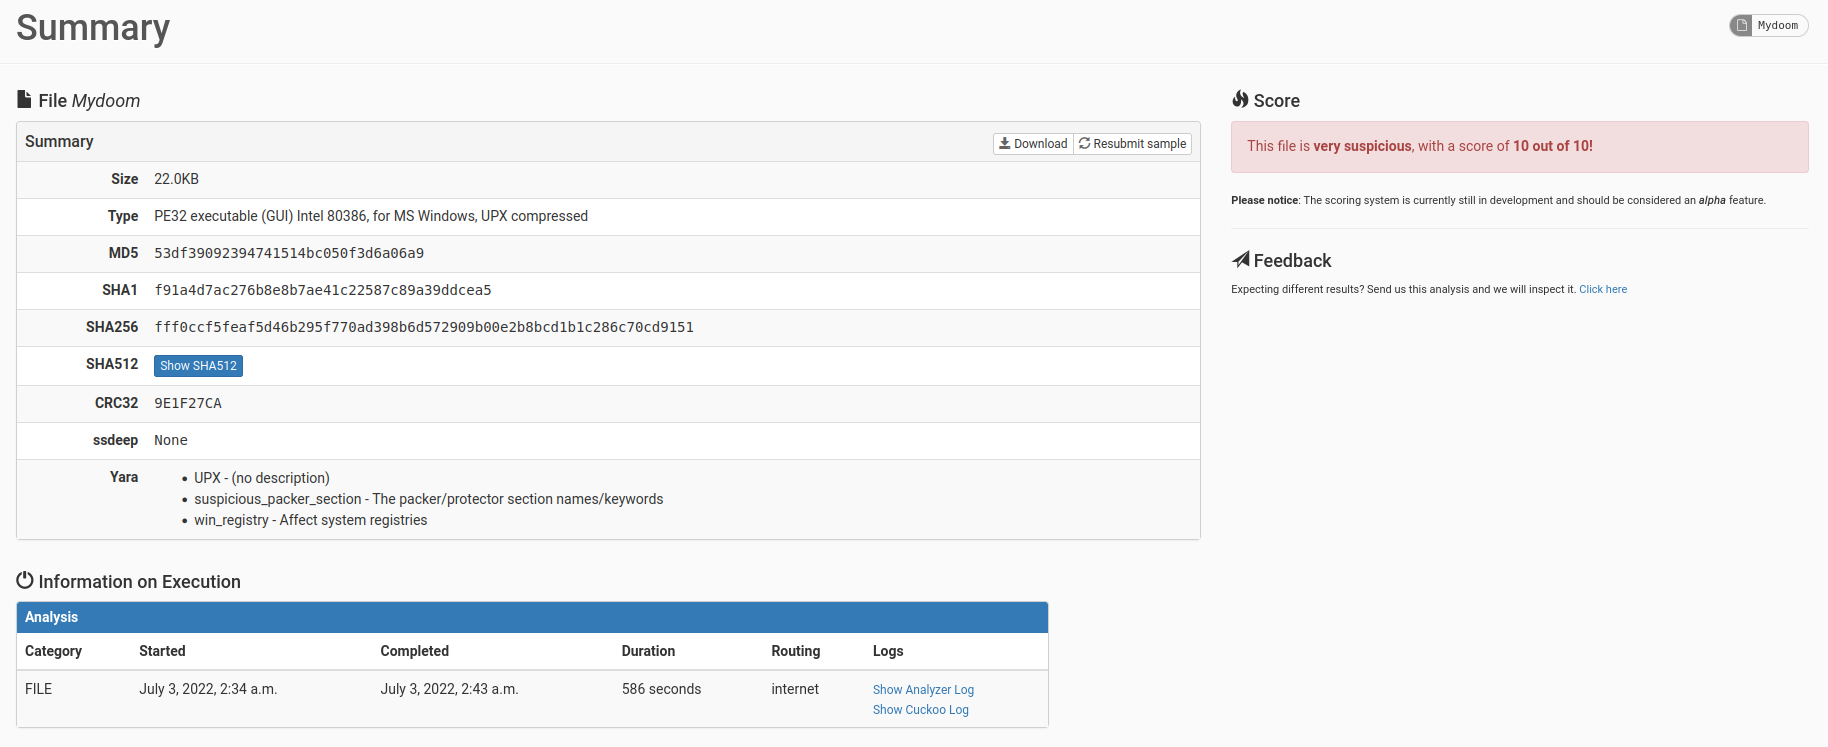 Summary
Mydoom
File Mydoom
Summary
Download
Resubmit sample
Size 22.0KB
Type PE32 executable (GUI) Intel 80386, for MS Windows, UPX compressed
MD5 53df39092394741514bc050f3d6a06a9
SHA1 f91a4d7ac276b8e8b7ae41c22587c89a39ddcea5
SHA256 fff0ccf5feaf5d46b295f770ad398b6d572909b00e2b8bcd1b1c286c70cd9151
SHA512 Show SHA512
CRC32 9E1F27CA
ssdeep None
Yara
• UPX - (no description)
• suspicious_packer_section - The packer/protector section names/keywords
• win_registry - Affect system registries
Score
This file is very suspicious, with a score of 10 out of 10!
Please notice: The scoring system is currently still in development and should be considered an alpha feature.
Feedback
Expecting different results? Send us this analysis and we will inspect it. Click here
Information on Execution
Analysis
Category Started Completed Duration Routing Logs
FILE July 3, 2022, 2:34 a.m. July 3, 2022, 2:43 a.m. 586 seconds internet Show Analyzer Log
Show Cuckoo Log